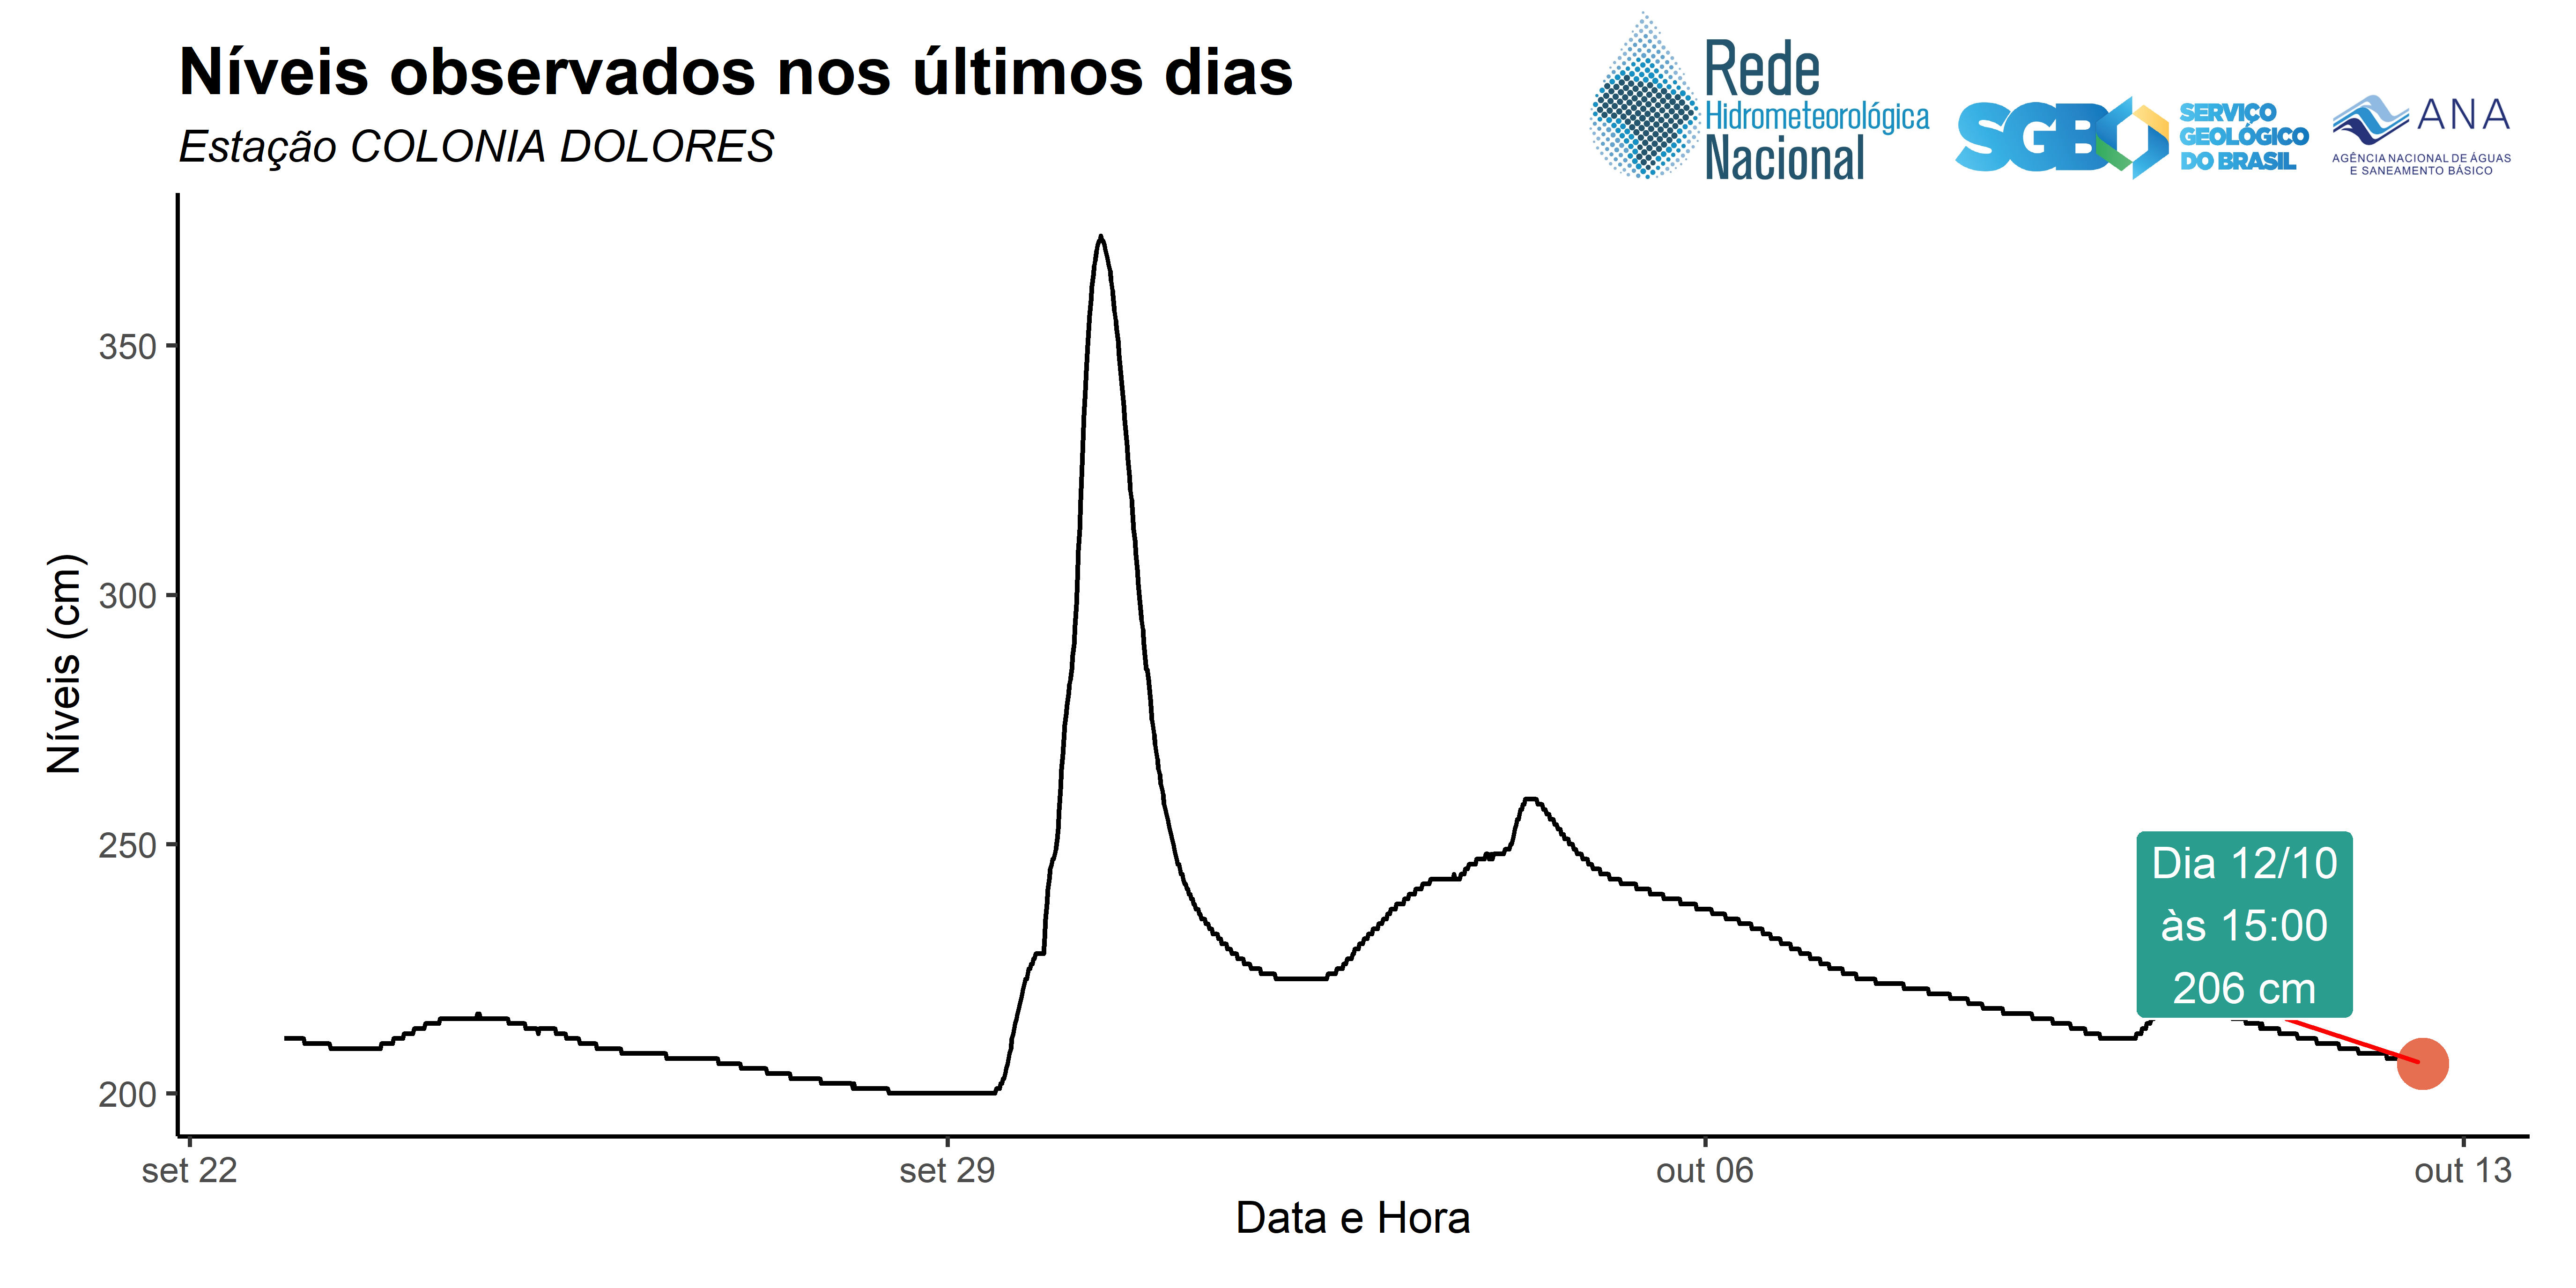 Níveis observados nos últimos dias
Estação COLONIA DOLORES
Rede
Hidrometeorológica
Nacional
SGB
SERVIÇO
GEOLÓGICO
DO BRASIL
ANA
AGÊNCIA NACIONAL DE ÁGUAS
E SANEAMENTO BÁSICO
Níveis (cm)
350
300
250
200
Dia 12/10
às 15:00
206 cm
set 22
set 29
out 06
out 13
Data e Hora